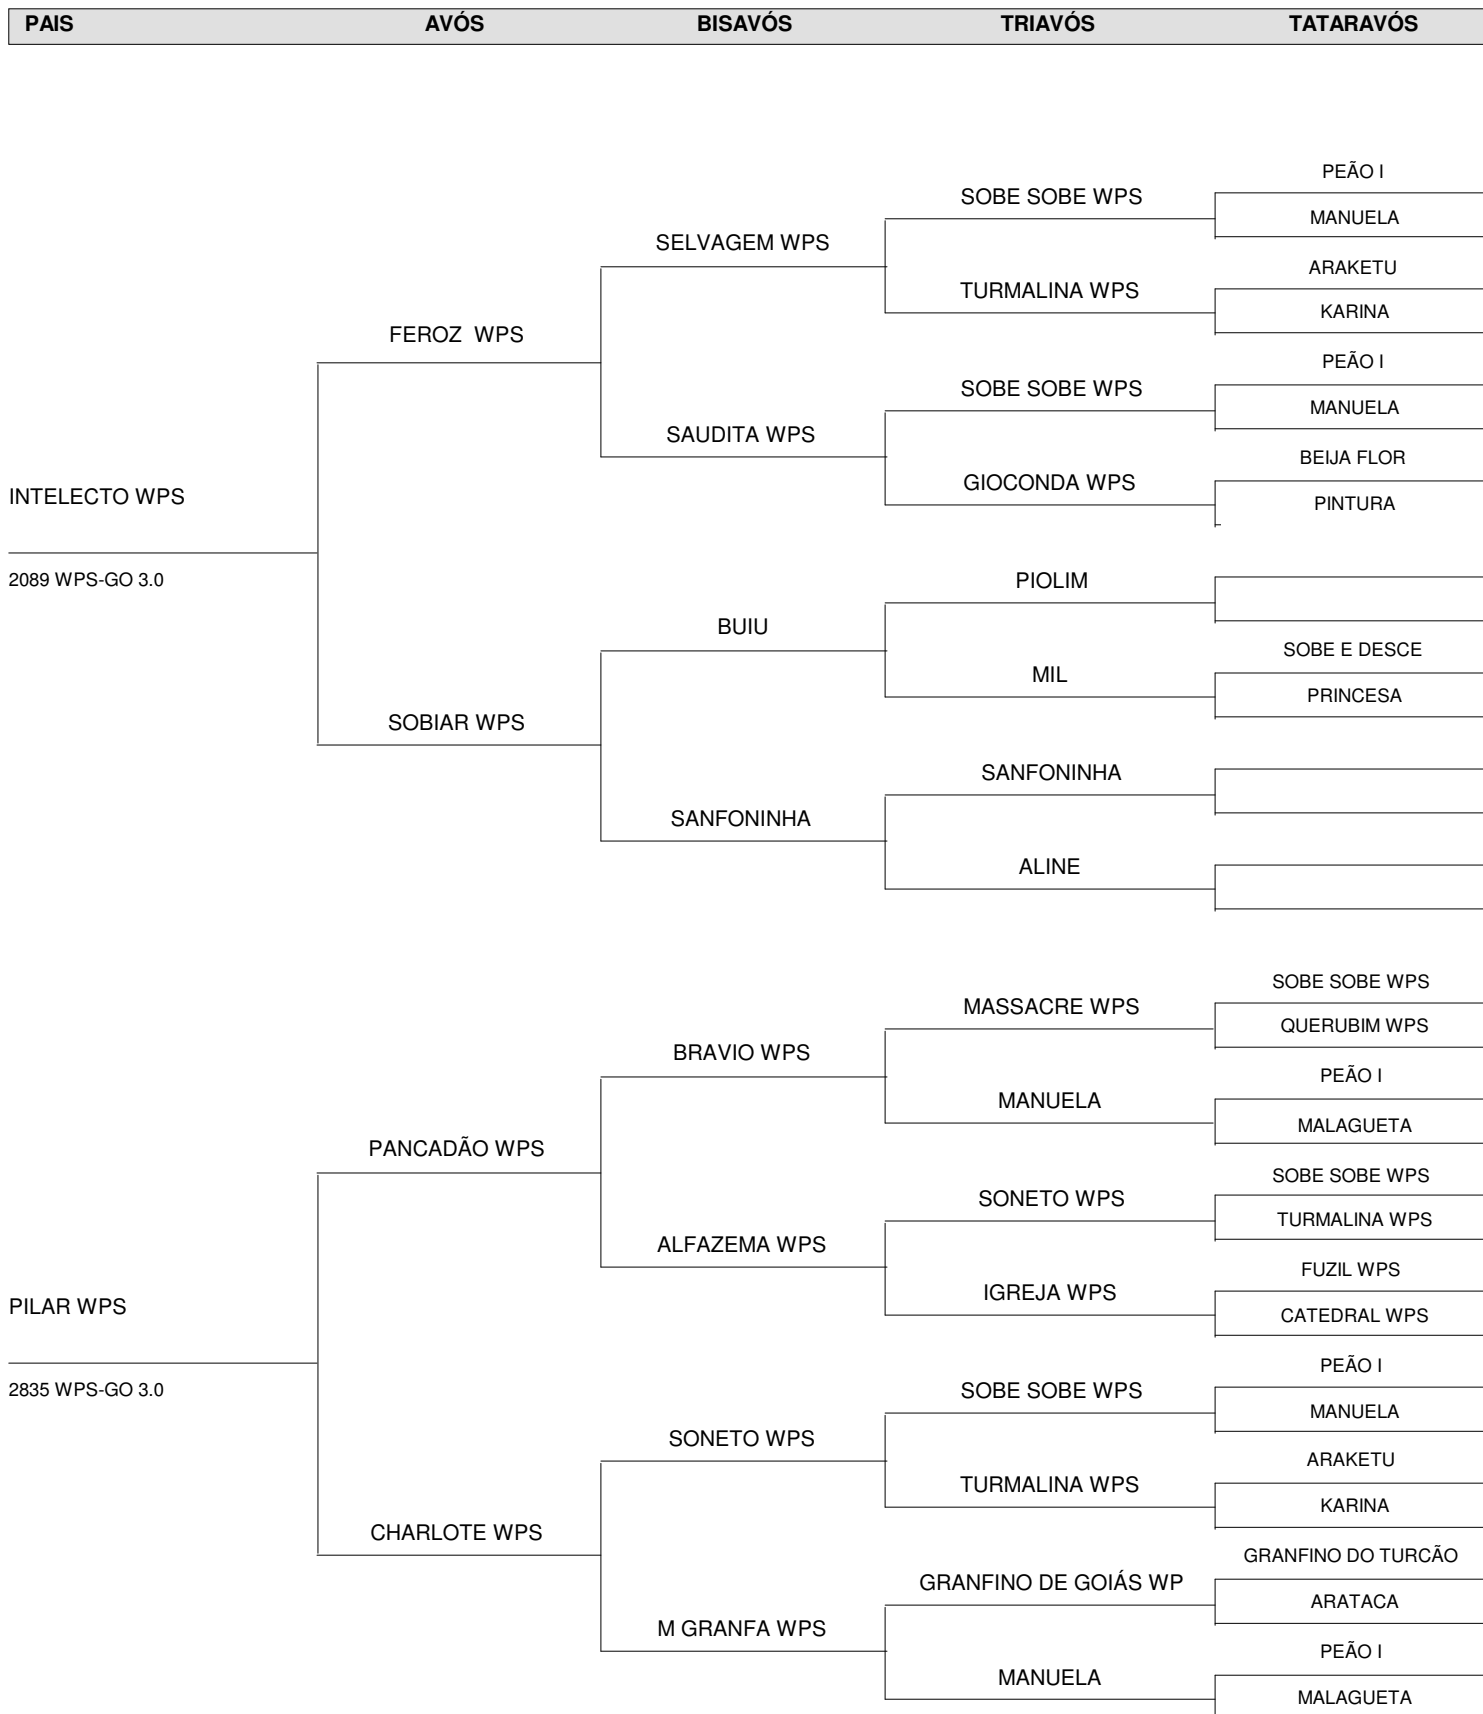 PAIS AVÓS BISAVÓS TRIAVÓS TATARAVÓS
PEÃO I
SOBE SOBE WPS
MANUELA
SELVAGEM WPS
ARAKETU
TURMALINA WPS
KARINA
FEROZ WPS
PEÃO I
SOBE SOBE WPS
MANUELA
SAUDITA WPS
BEIJA FLOR
GIOCONDA WPS
PINTURA
INTELECTO WPS
2089 WPS-GO 3.0
PIOLIM
BUIU
SOBE E DESCE
MIL
PRINCESA
SOBIAR WPS
SANFONINHA
SANFONINHA
ALINE
SOBE SOBE WPS
MASSACRE WPS
QUERUBIM WPS
BRAVIO WPS
PEÃO I
MANUELA
MALAGUETA
PANCADÃO WPS
SOBE SOBE WPS
SONETO WPS
TURMALINA WPS
ALFAZEMA WPS
FUZIL WPS
IGREJA WPS
CATEDRAL WPS
PILAR WPS
2835 WPS-GO 3.0
PEÃO I
SOBE SOBE WPS
MANUELA
SONETO WPS
ARAKETU
TURMALINA WPS
KARINA
CHARLOTE WPS
GRANFINO DO TURCÃO
GRANFINO DE GOIÁS WP
ARATACA
M GRANFA WPS
PEÃO I
MANUELA
MALAGUETA